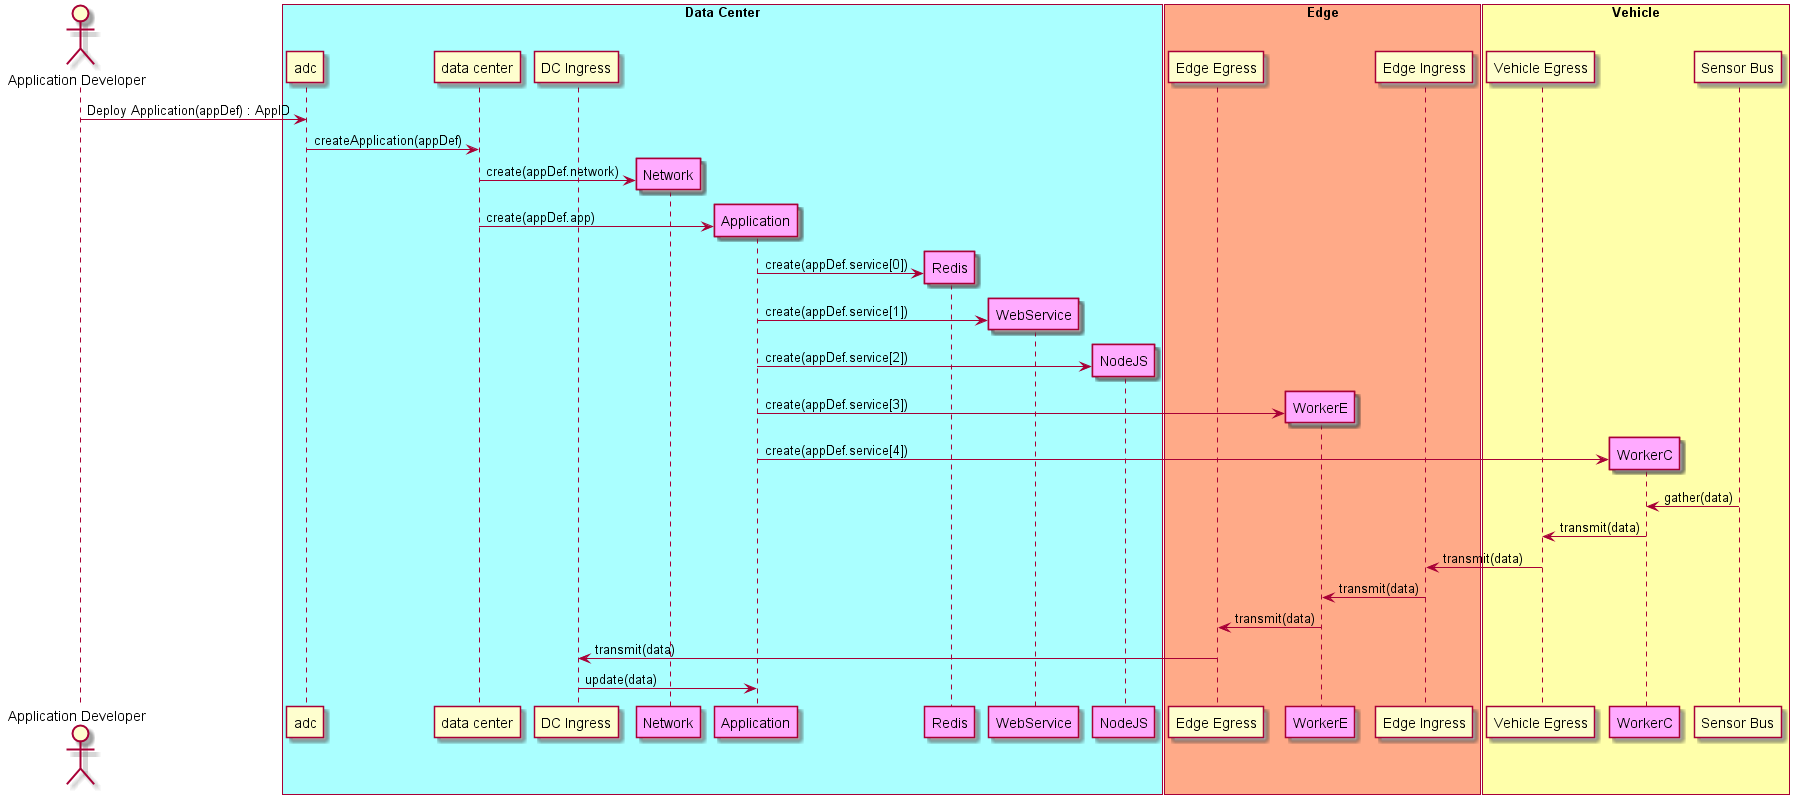 Data Center
Edge
Vehicle
Application Developer
adc
data center
DC Ingress
Edge Egress
Edge Ingress
Vehicle Egress
Sensor Bus
Deploy Application(appDef) : AppID
createApplication(appDef)
create(appDef.network)
Network
create(appDef.app)
Application
create(appDef.service[0])
Redis
create(appDef.service[1])
WebService
create(appDef.service[2])
NodeJS
create(appDef.service[3])
WorkerE
create(appDef.service[4])
WorkerC
gather(data)
transmit(data)
transmit(data)
transmit(data)
transmit(data)
transmit(data)
update(data)
Application Developer
adc
data center
DC Ingress
Network
Application
Redis
WebService
NodeJS
Edge Egress
WorkerE
Edge Ingress
Vehicle Egress
WorkerC
Sensor Bus